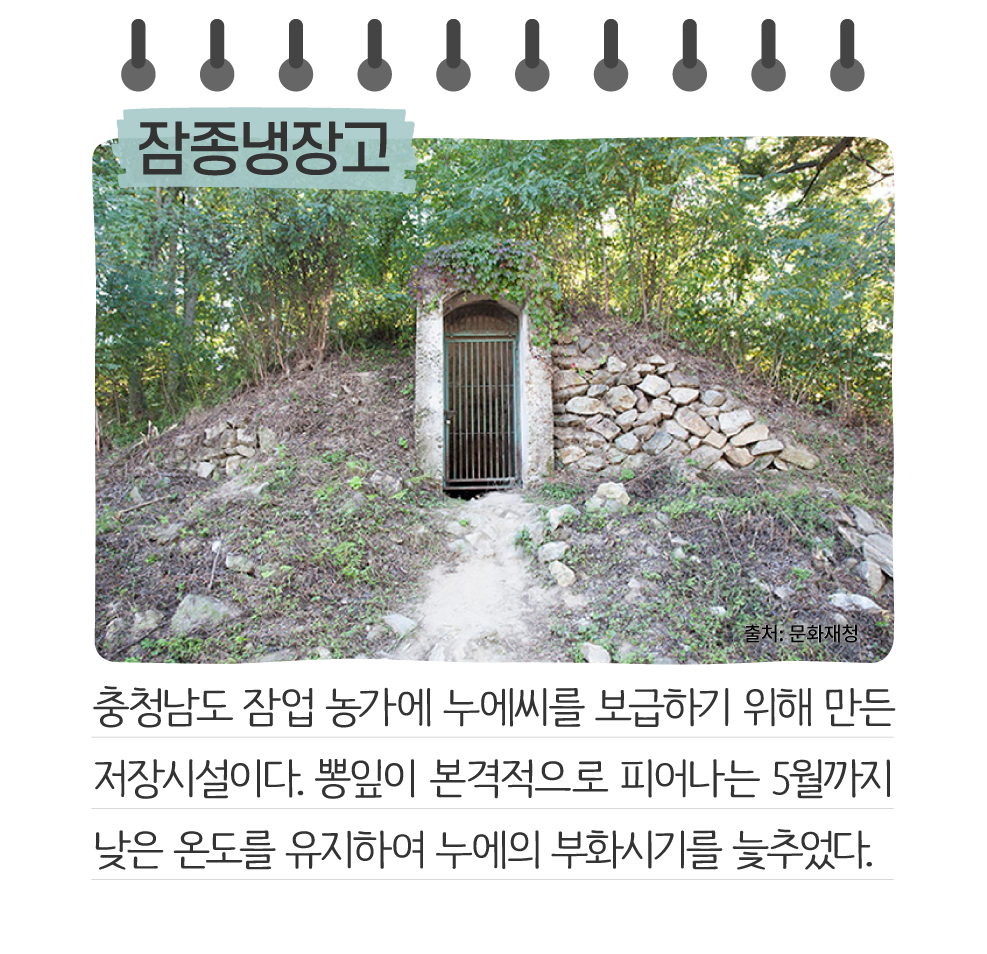 잠종냉장고
출처: 문화재청
충청남도 잠업 농가에 누에씨를 보급하기 위해 만든
저장시설이다. 뽕잎이 본격적으로 피어나는 5월까지
낮은 온도를 유지하여 누에의 부화시기를 늦추었다.